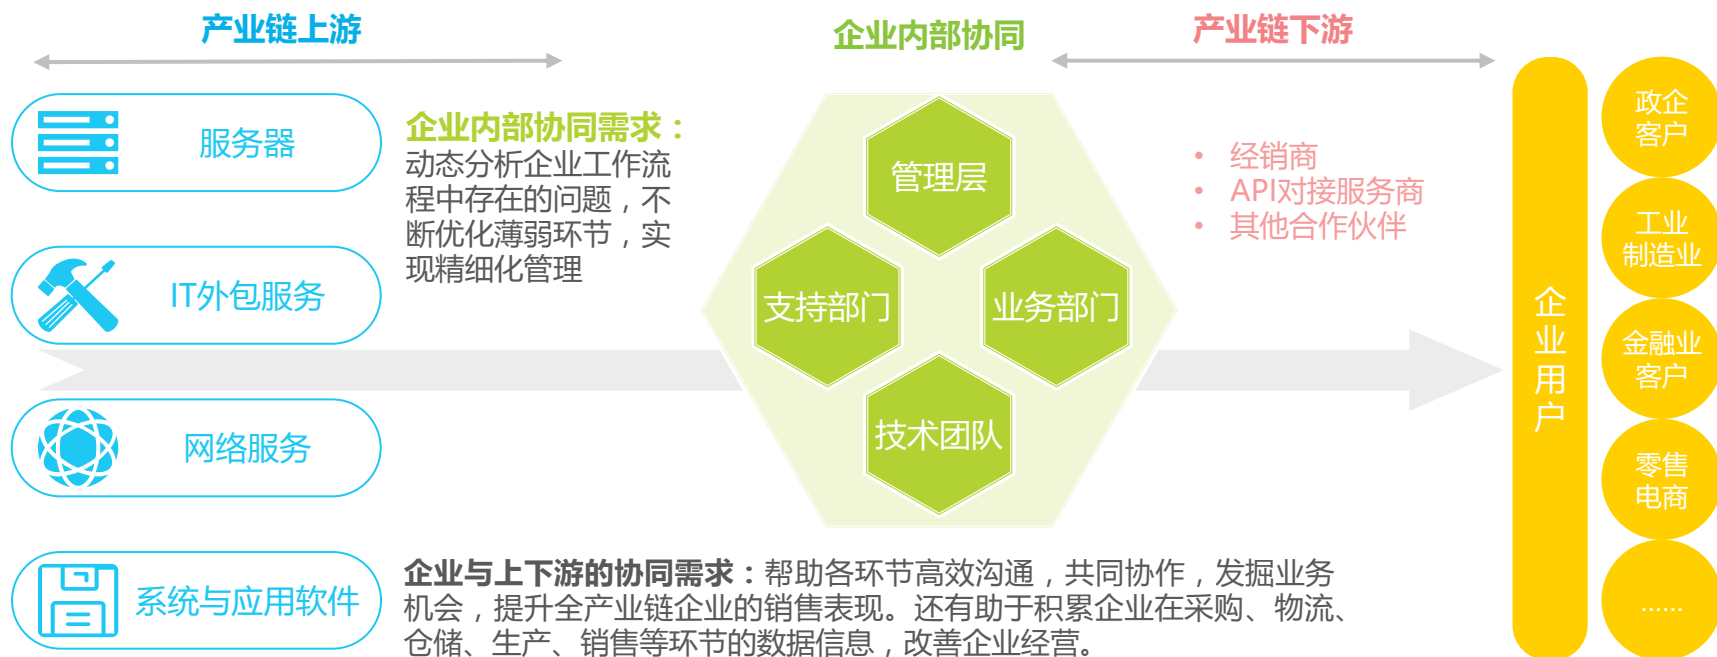 产业链上游
企业内部协同
产业链下游
服务器
IT外包服务
网络服务
系统与应用软件
企业内部协同需求：
动态分析企业工作流
程中存在的问题，不
断优化薄弱环节，实
现精细化管理
管理层
支持部门
业务部门
技术团队
• 经销商
• API对接服务商
• 其他合作伙伴
企业与上下游的协同需求：帮助各环节高效沟通，共同协作，发掘业务
机会，提升全产业链企业的销售表现。还有助于积累企业在采购、物流、
仓储、生产、销售等环节的数据信息，改善企业经营。
企
业
用
户
政企
客户
工业
制造业
金融业
客户
零售
电商
……